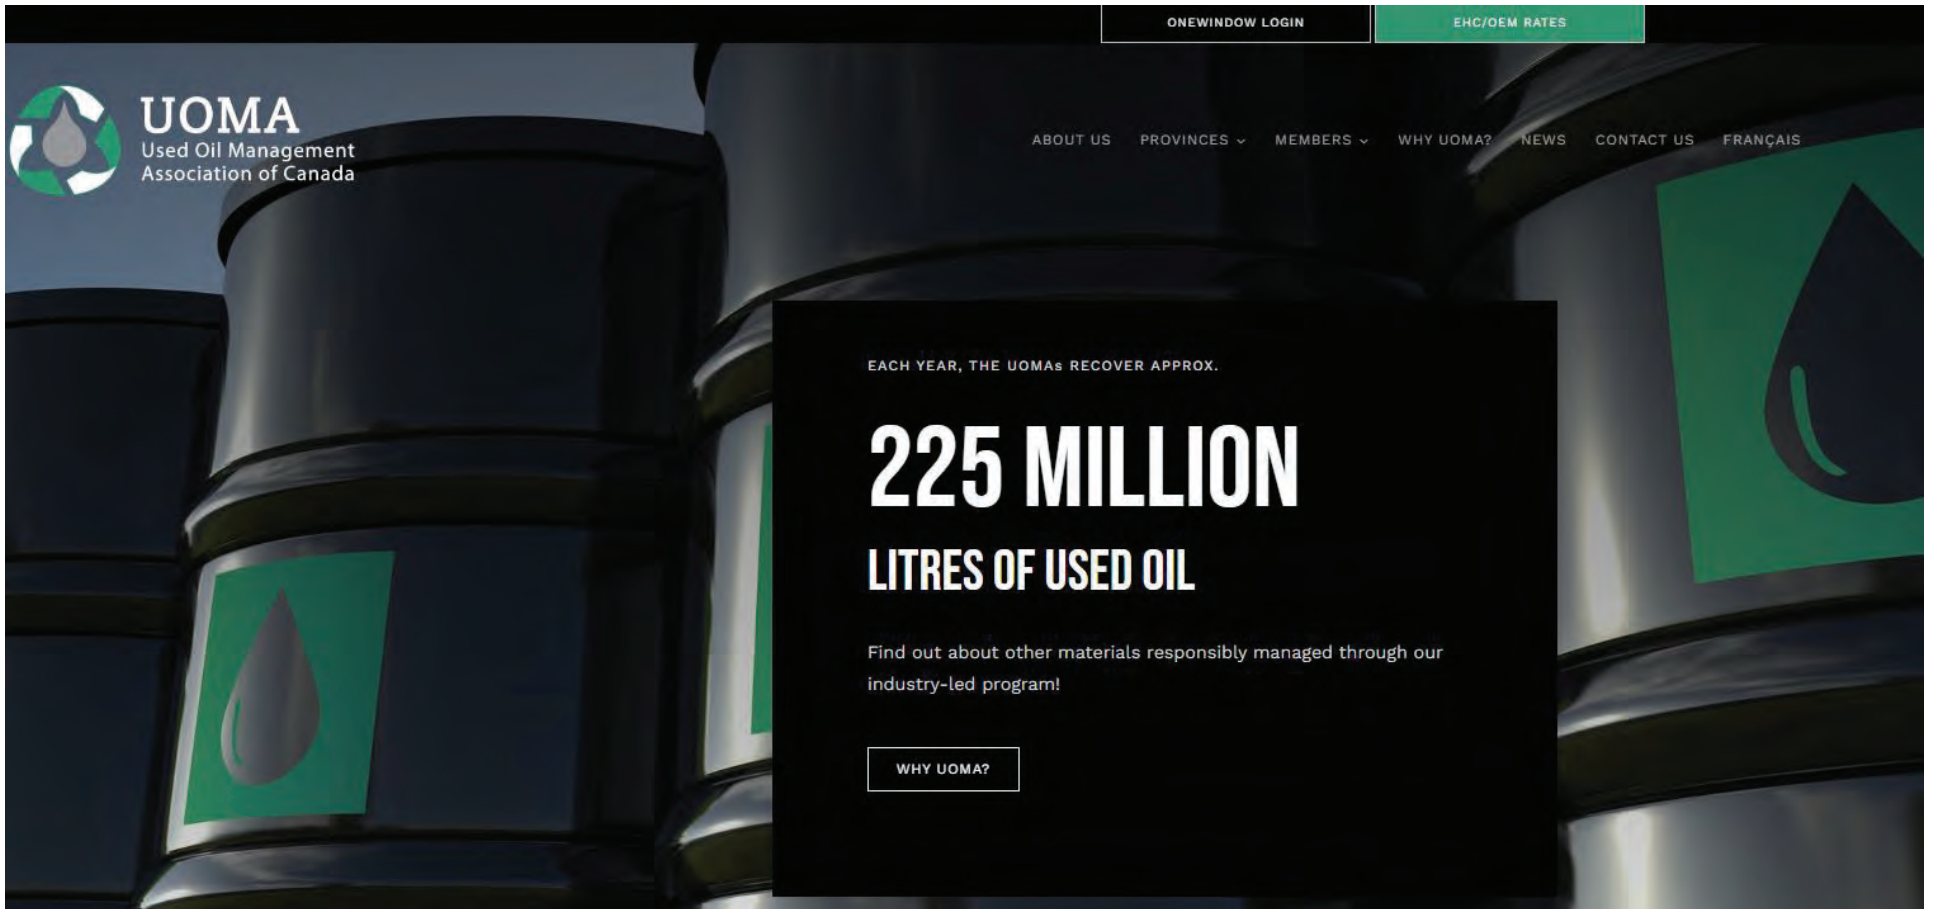 ONEWINDOW LOGIN
EHC/OEM RATES
UOMA
Used Oil Management
Association of Canada
ABOUT US
PROVINCES
MEMBERS
WHY UOMA?
NEWS
CONTACT US
FRANÇAIS
EACH YEAR, THE UOMAs RECOVER APPROX.
225 MILLION
LITRES OF USED OIL
Find out about other materials responsibly managed through our
industry-led program!
WHY UOMA?